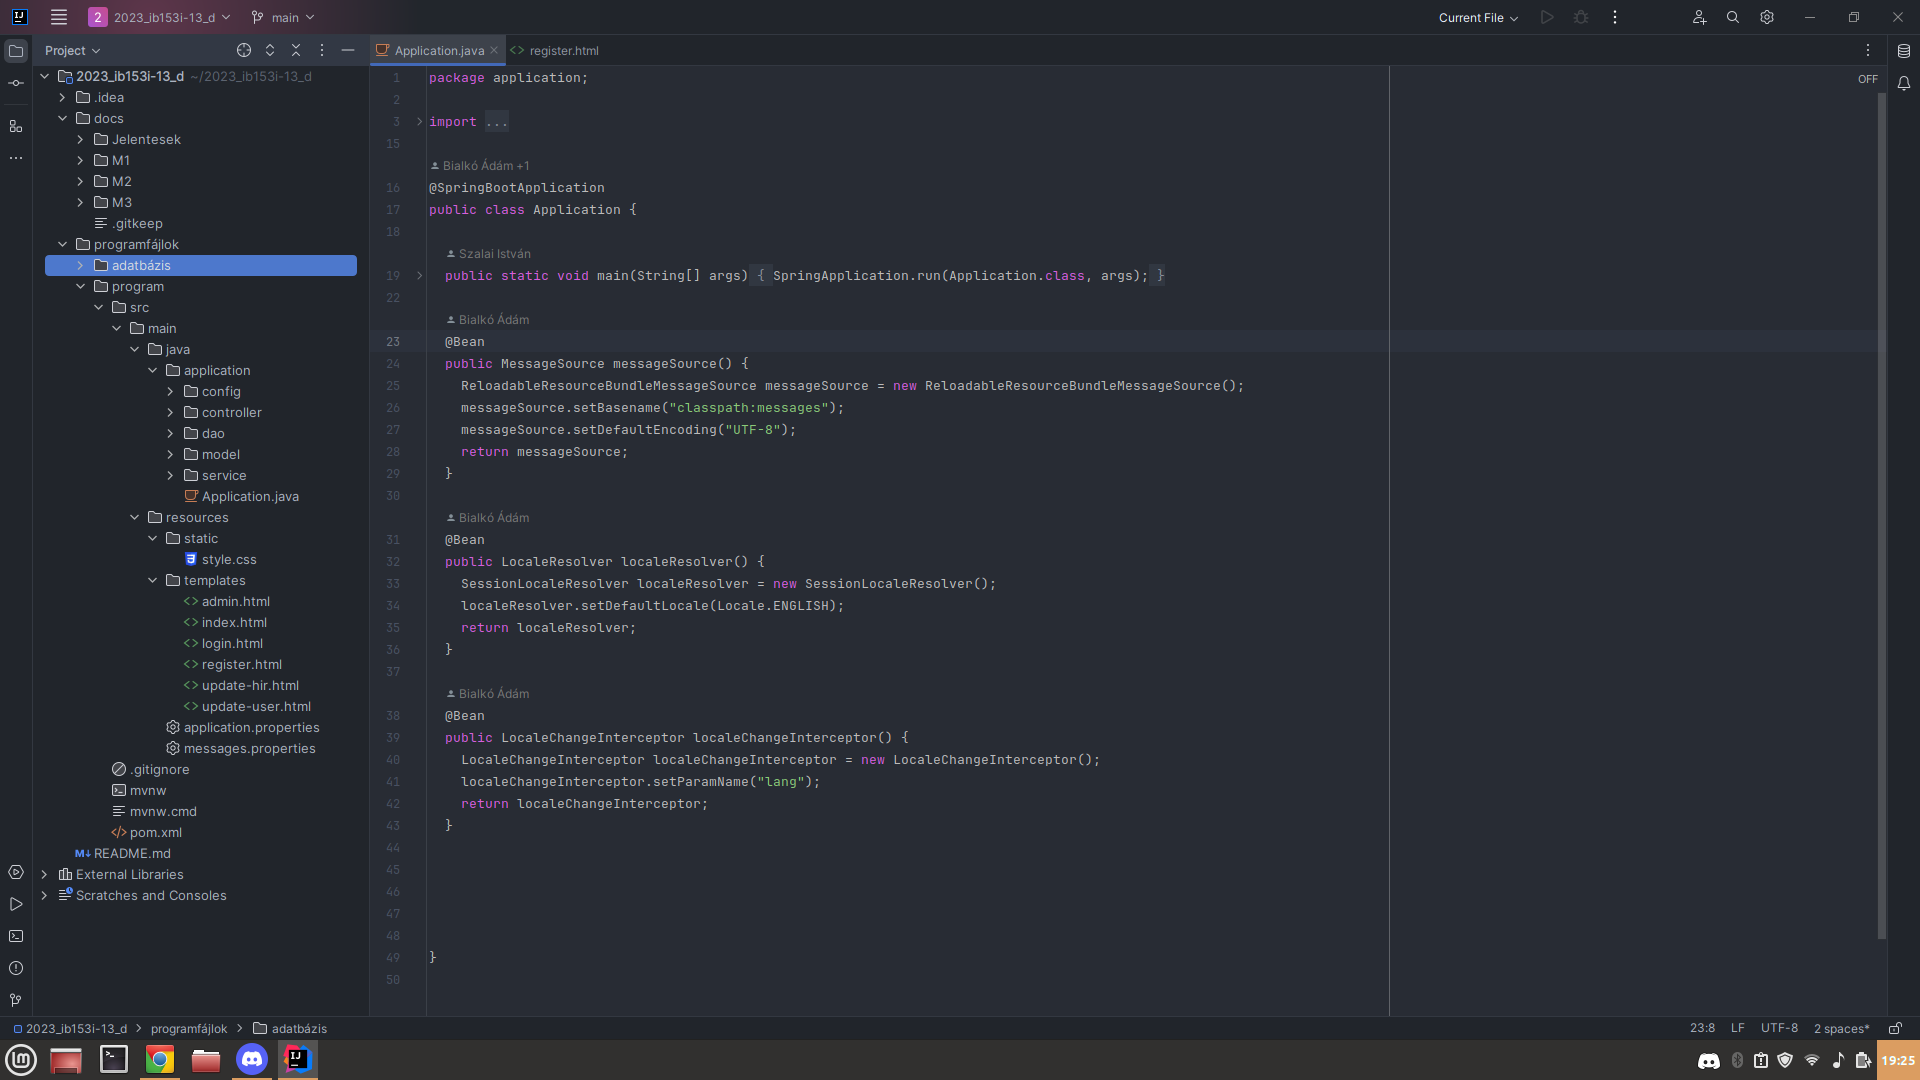 2 2023_ib153i-13_d main Current File
Project
Application.java register.html
2023_ib153i-13_d ~/2023_ib153i-13_d
.idea
docs
Jelentesek
M1
M2
M3
.gitkeep
programfájlok
adatbázis
program
src
main
java
application
config
controller
dao
model
service
Application.java
resources
static
style.css
templates
admin.html
index.html
login.html
register.html
update-hir.html
update-user.html
application.properties
messages.properties
.gitignore
mvnw
mvnw.cmd
pom.xml
README.md
External Libraries
Scratches and Consoles
OFF
1 package application;
2
3 import ...
15
Bialkó Ádám +1
16 @SpringBootApplication
17 public class Application {
18
Szalai István
19 public static void main(String[] args) { SpringApplication.run(Application.class, args); }
22
Bialkó Ádám
23 @Bean
24 public MessageSource messageSource() {
25 ReloadableResourceBundleMessageSource messageSource = new ReloadableResourceBundleMessageSource();
26 messageSource.setBasename("classpath:messages");
27 messageSource.setDefaultEncoding("UTF-8");
28 return messageSource;
29 }
30
Bialkó Ádám
31 @Bean
32 public LocaleResolver localeResolver() {
33 SessionLocaleResolver localeResolver = new SessionLocaleResolver();
34 localeResolver.setDefaultLocale(Locale.ENGLISH);
35 return localeResolver;
36 }
37
Bialkó Ádám
38 @Bean
39 public LocaleChangeInterceptor localeChangeInterceptor() {
40 LocaleChangeInterceptor localeChangeInterceptor = new LocaleChangeInterceptor();
41 localeChangeInterceptor.setParamName("lang");
42 return localeChangeInterceptor;
43 }
44
45
46
47
48
49 }
50
2023_ib153i-13_d programfájlok adatbázis 23:8 LF UTF-8 2 spaces*
19:25